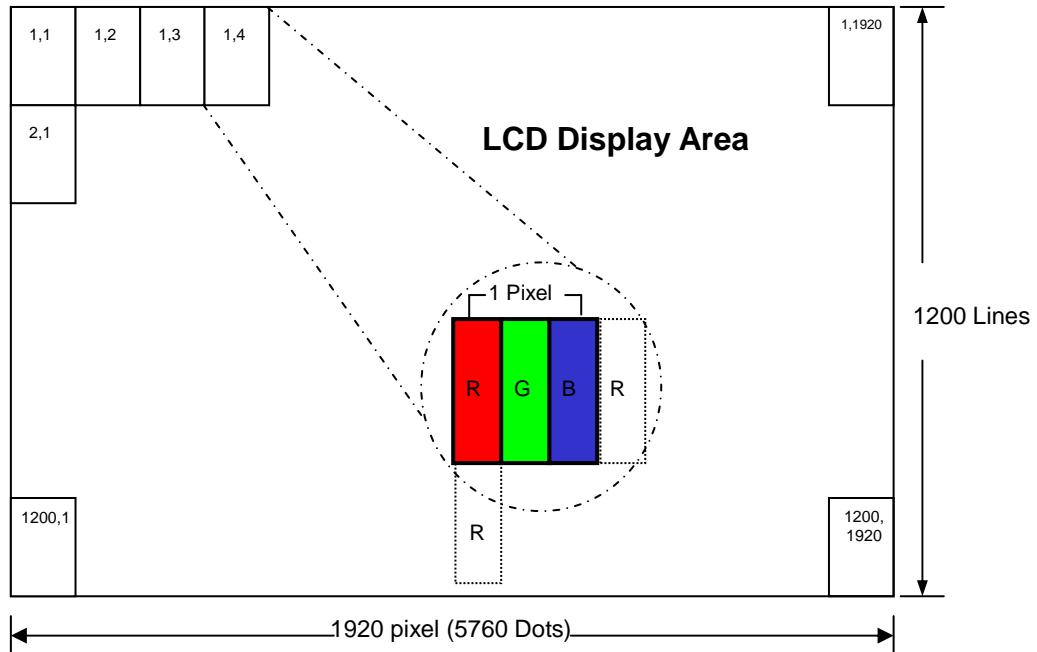 1,1 1,2 1,3 1,4 1,1920
2,1
LCD Display Area
1 Pixel
1200 Lines
R G B R
1200,1
1200,
1920
R
1920 pixel (5760 Dots)